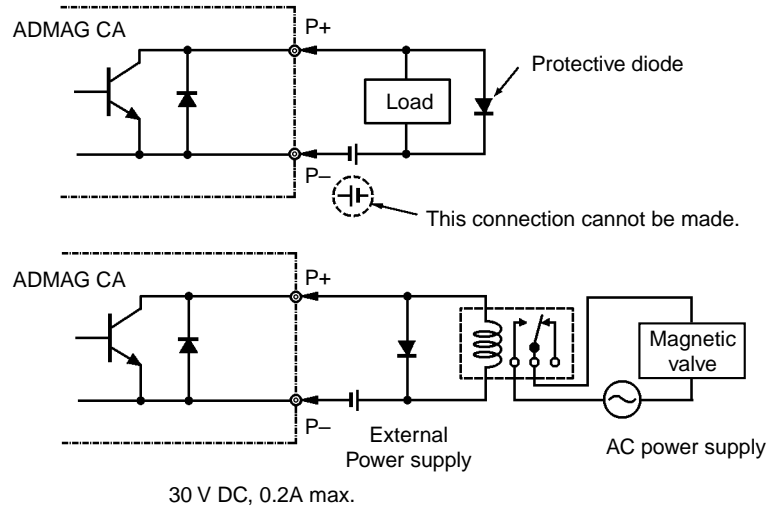 ADMAG CA
P+
Protective diode
Load
P–
This connection cannot be made.
ADMAG CA
P+
Magnetic
valve
P–
External
Power supply
AC power supply
30 V DC, 0.2A max.